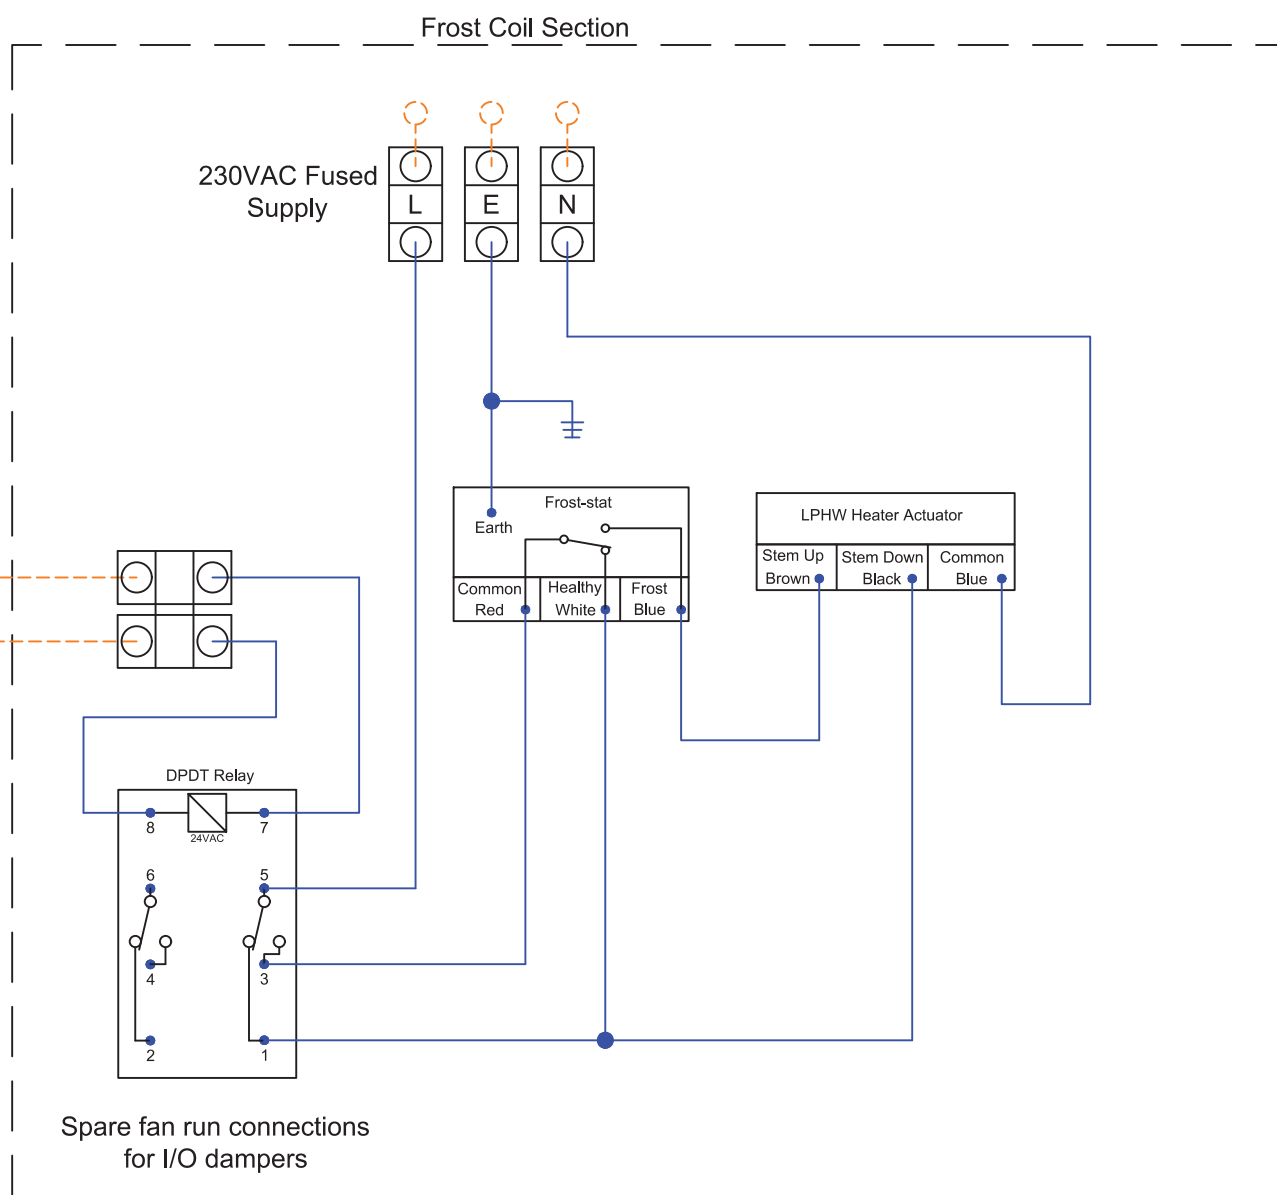 Frost Coil Section
230VAC Fused
Supply
L
E
N
Frost-stat
Earth
Common
Red
Healthy
White
Frost
Blue
LPHW Heater Actuator
Stem Up
Brown
Stem Down
Black
Common
Blue
DPDT Relay
8
24VAC
7
6
5
4
3
2
1
Spare fan run connections
for I/O dampers